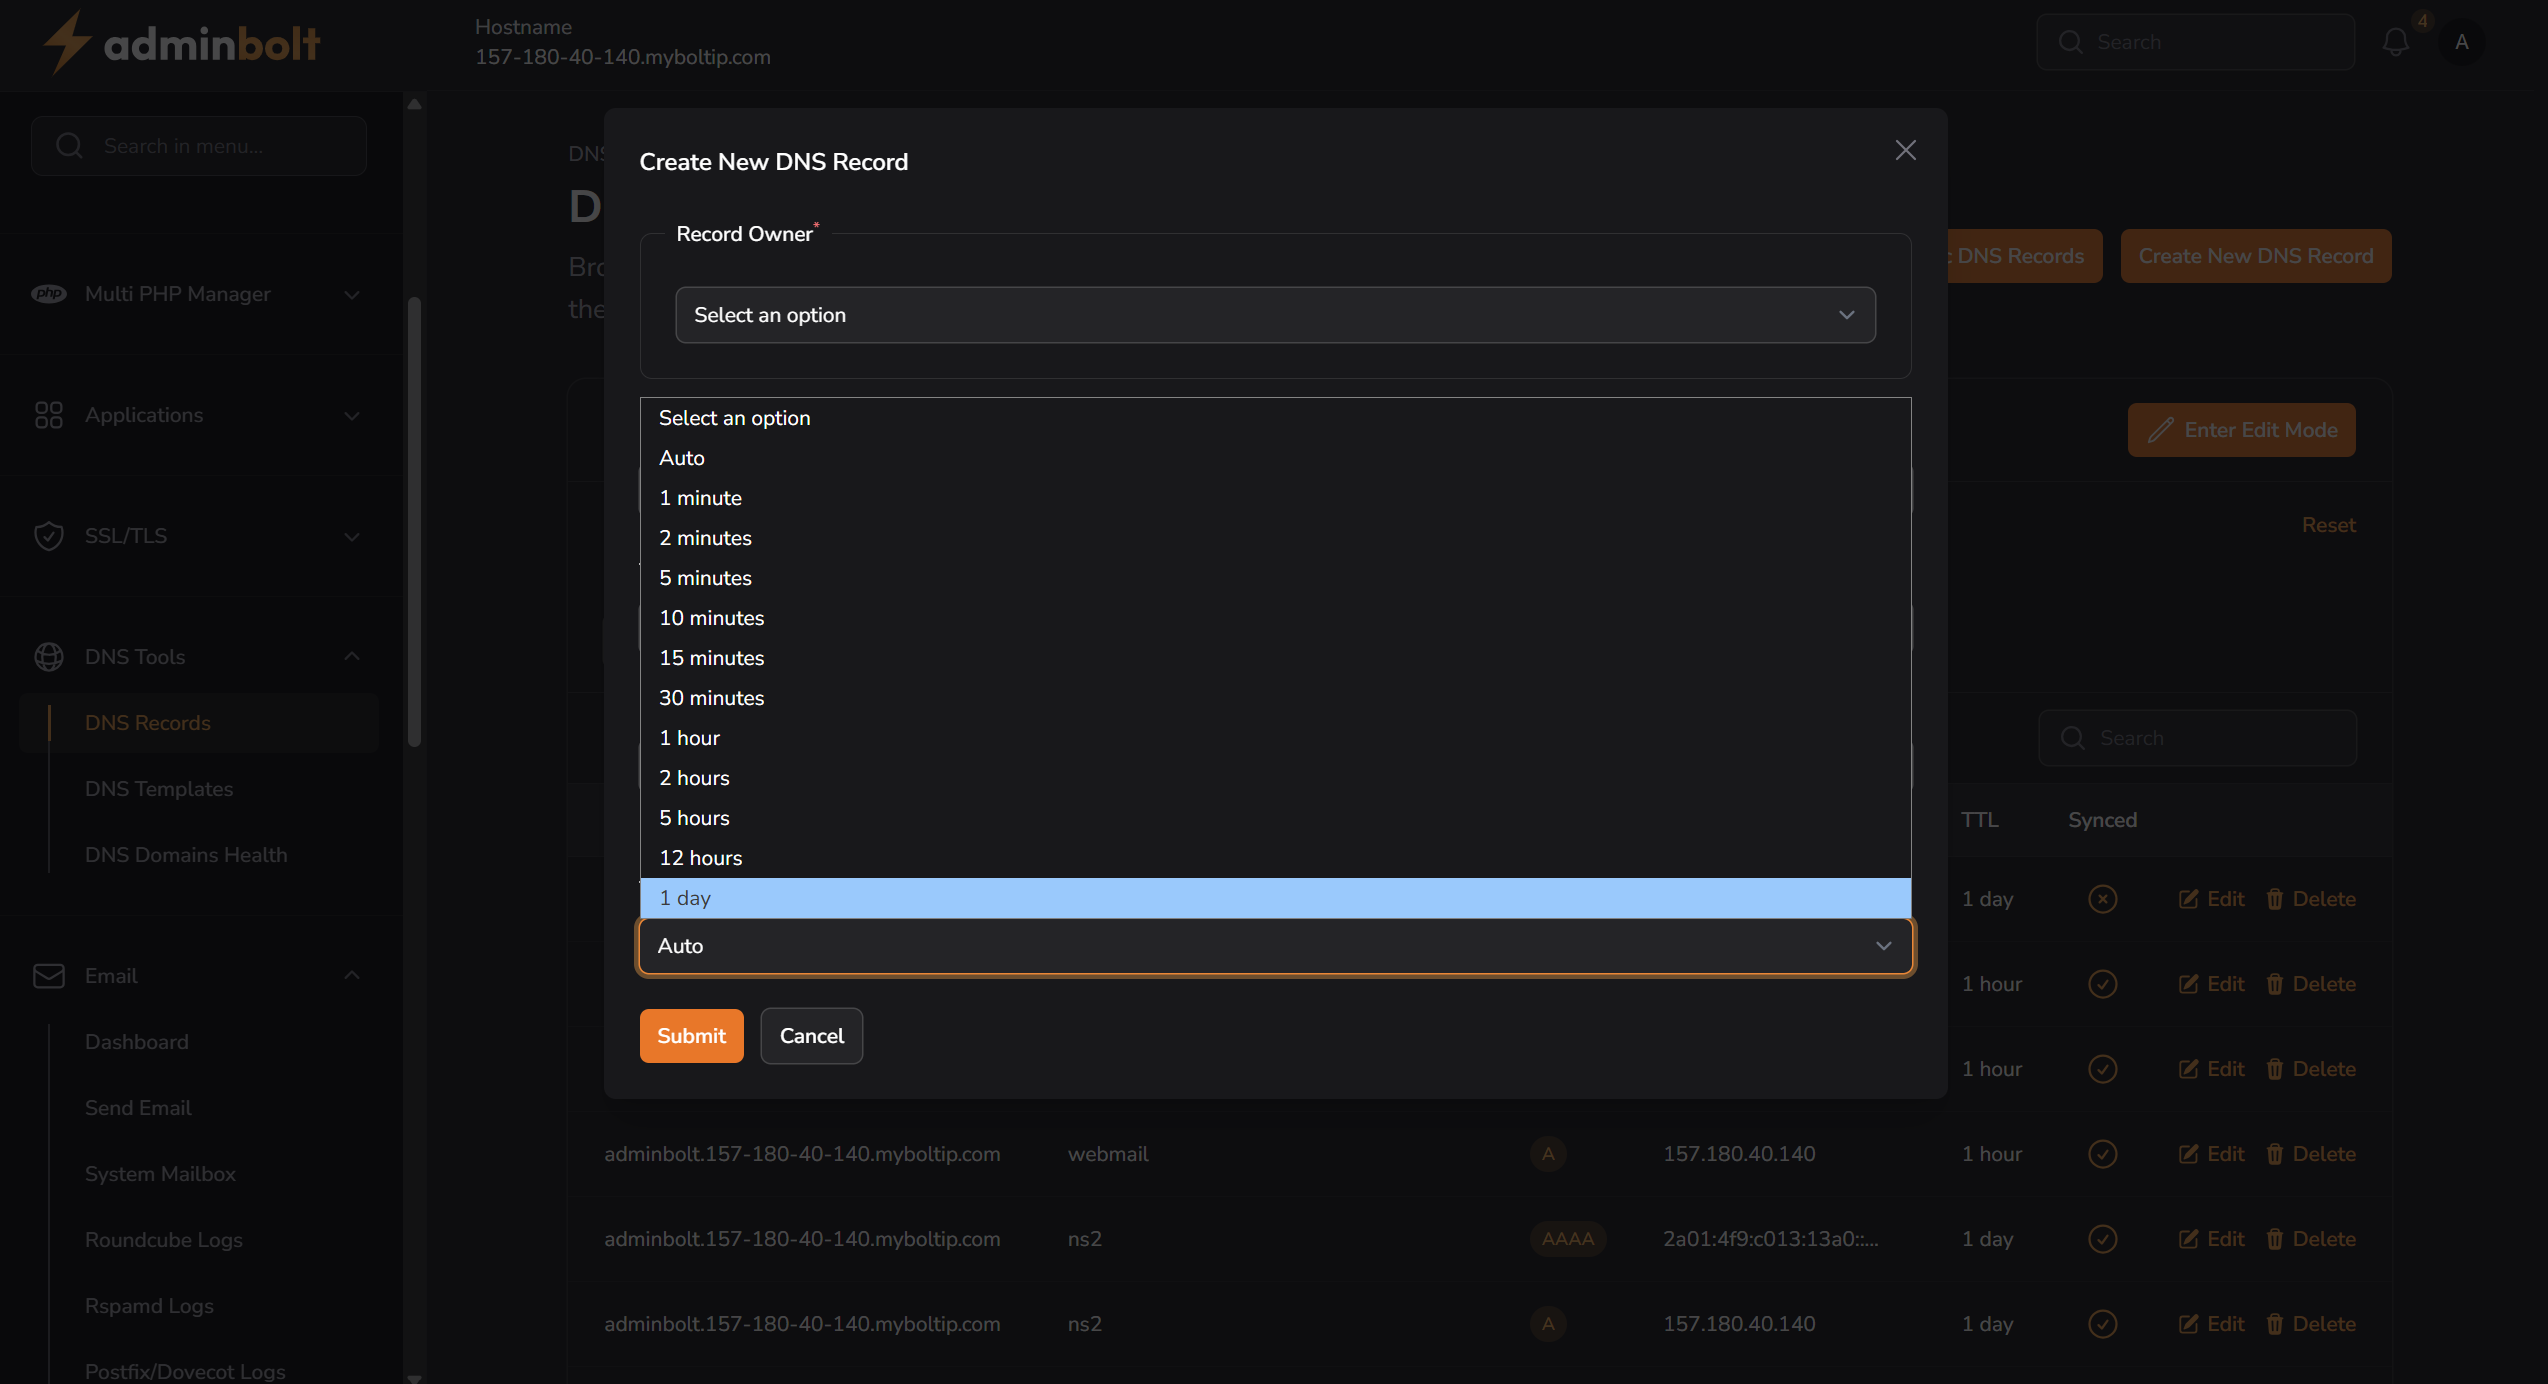 adminbolt
Hostname
157-180-40-140.myboltip.com
Search
4
A
Search in menu...
php
Multi PHP Manager
Applications
SSL/TLS
DNS Tools
DNS Records
DNS Templates
DNS Domains Health
Email
Dashboard
Send Email
System Mailbox
Roundcube Logs
Rspamd Logs
Postfix/Dovecot Logs
DNS Records
Create New DNS Record
Enter Edit Mode
Reset
Search
Create New DNS Record
Record Owner*
Select an option
Select an option
Auto
1 minute
2 minutes
5 minutes
10 minutes
15 minutes
30 minutes
1 hour
2 hours
5 hours
12 hours
1 day
Auto
Submit
Cancel
TTL Synced
1 day Edit Delete
1 hour Edit Delete
1 hour Edit Delete
adminbolt.157-180-40-140.myboltip.com webmail A 157.180.40.140 1 hour Edit Delete
adminbolt.157-180-40-140.myboltip.com ns2 AAAA 2a01:4f9:c013:13a0::... 1 day Edit Delete
adminbolt.157-180-40-140.myboltip.com ns2 A 157.180.40.140 1 day Edit Delete